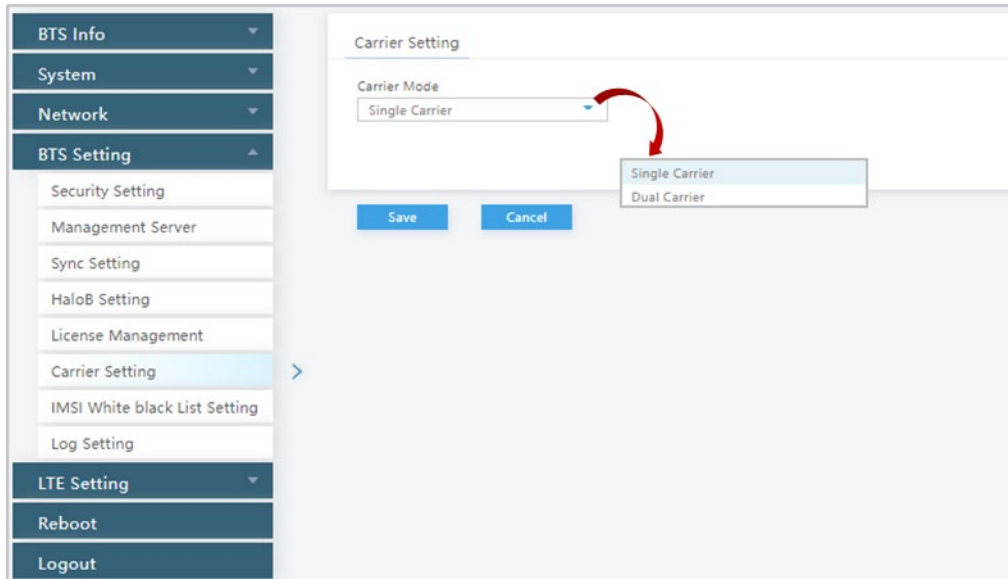 BTS Info
System
Network
BTS Setting
Security Setting
Management Server
Sync Setting
HaloB Setting
License Management
Carrier Setting
IMSI White black List Setting
Log Setting
LTE Setting
Reboot
Logout
Carrier Setting
Carrier Mode
Single Carrier
Single Carrier
Dual Carrier
Save Cancel